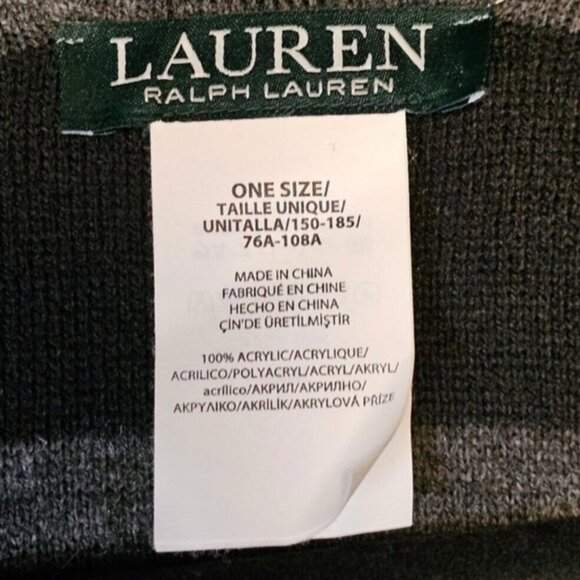 LAUREN
RALPH LAUREN
ONE SIZE/
TAILLE UNIQUE/
UNITALLA/150-185/
76A-108A
MADE IN CHINA
FABRIQUÉ EN CHINE
HECHO EN CHINA
ÇİN'DE ÜRETİLMİŞTİR
100% ACRYLIC/ACRYLIQUE/
ACRILICO/POLYACRYL/ACRYL/AKRYL/
acrílico/АКРИЛ/АКРИЛНО/
ΑΚΡΥΛΙΚΟ/AKRİLİK/AKRYLOVÁ PŘÍZE